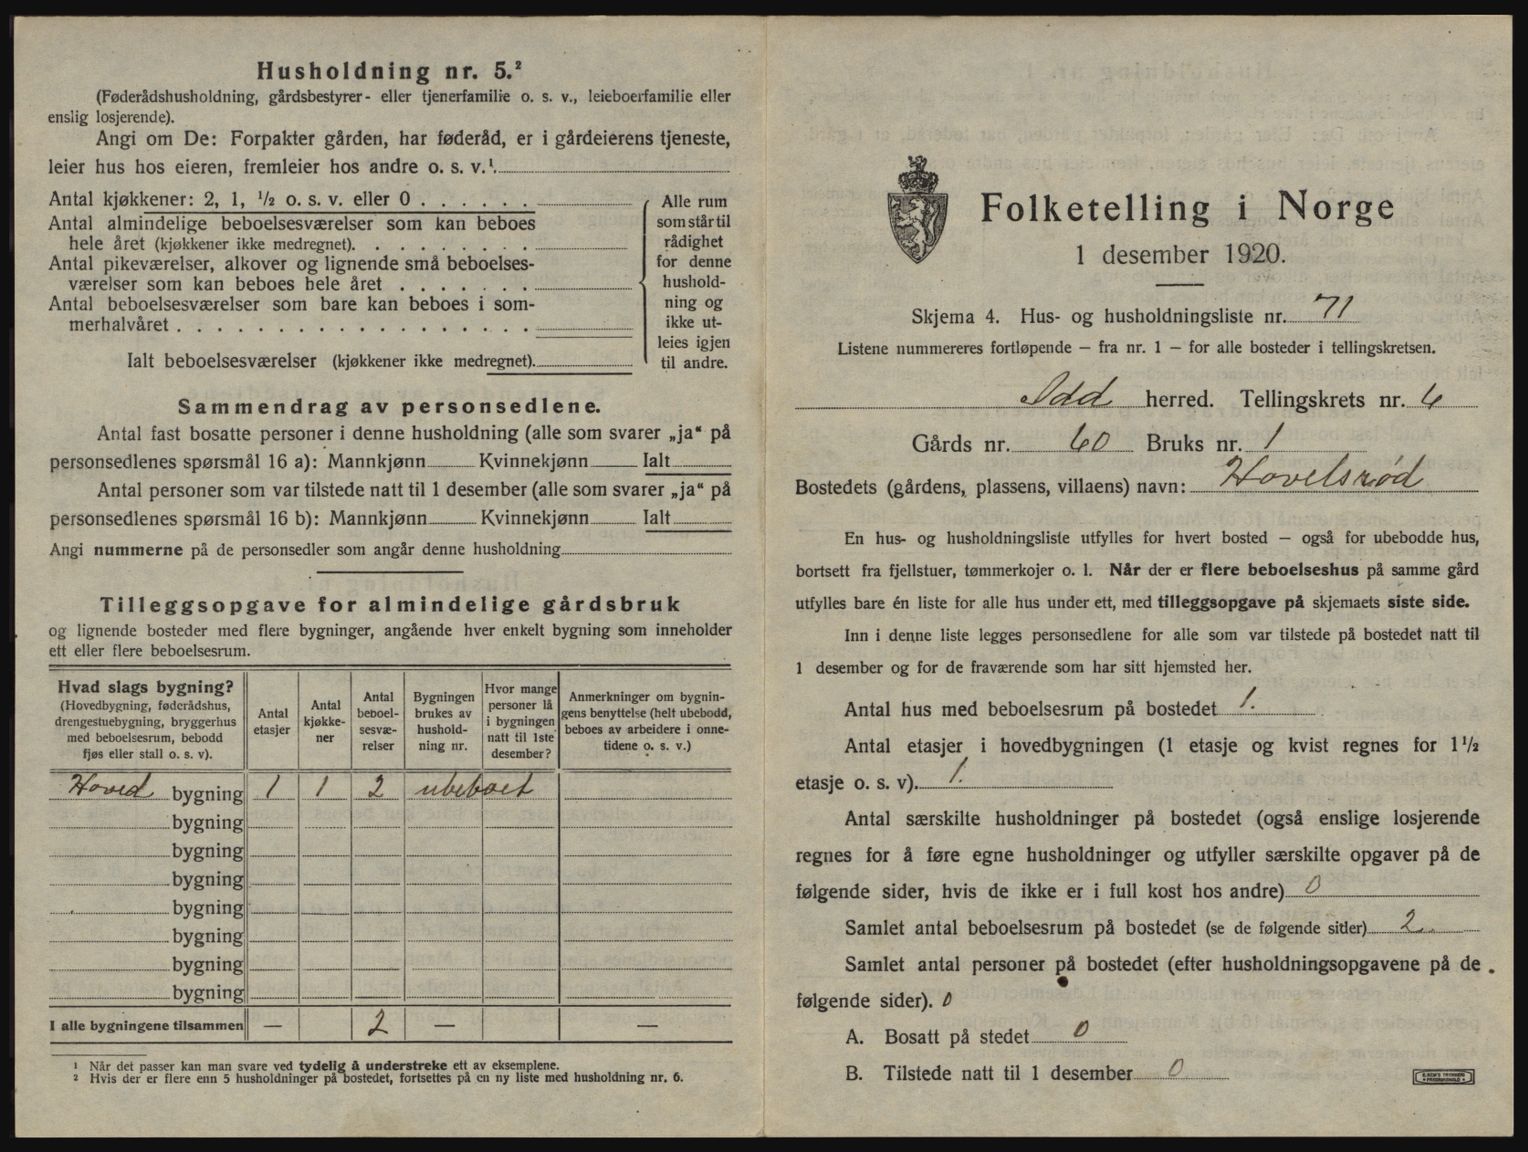 Husholdning nr. 5.²
(Føderådshusholdning, gårdsbestyrer- eller tjenerfamilie o. s. v., leieboerfamilie eller
enslig losjerende).
Angi om De: Forpakter gården, har føderåd, er i gårdeierens tjeneste,
leier hus hos eieren, fremleier hos andre o. s. v.¹.
Antal kjøkkener: 2, 1, ½ o. s. v. eller 0
Antal almindelige beboelsesværelser som kan beboes
hele året (kjøkkener ikke medregnet).
Antal pikeværelser, alkover og lignende små beboelses-
værelser som kan beboes hele året
Antal beboelsesværelser som bare kan beboes i som-
merhalvåret
Ialt beboelsesværelser (kjøkkener ikke medregnet).
Alle rum
som står til
rådighet
for denne
hushold-
ning og
ikke ut-
leies igjen
til andre.
Sammendrag av personsedlene.
Antal fast bosatte personer i denne husholdning (alle som svarer „ja“ på
personsedlenes spørsmål 16 a): Mannkjønn Kvinnekjønn Ialt
Antal personer som var tilstede natt til 1 desember (alle som svarer „ja“ på
personsedlenes spørsmål 16 b): Mannkjønn Kvinnekjønn Ialt
Angi nummerne på de personsedler som angår denne husholdning
Tilleggsopgave for almindelige gårdsbruk
og lignende bosteder med flere bygninger, angående hver enkelt bygning som inneholder
ett eller flere beboelsesrum.
Hvad slags bygning?
(Hovedbygning, føderådshus,
drengestuebygning, bryggerhus
med beboelsesrum, bebodd
fjøs eller stall o. s. v.).
Antal
etasjer
Antal
kjøkke-
ner
Antal
beboel-
sesvæ-
relser
Bygningen
brukes av
hushold-
ning nr.
Hvor mange
personer lå
i bygningen
natt til 1ste
desember?
Anmerkninger om bygnin-
gens benyttelse (helt ubebodd,
beboes av arbeidere i onne-
tidene o. s. v.)
Hoved bygning 1 1 2 ubeboet
bygning
bygning
bygning
bygning
bygning
bygning
bygning
I alle bygningene tilsammen — 2 — —
¹ Når det passer kan man svare ved tydelig å understreke ett av eksemplene.
² Hvis der er flere enn 5 husholdninger på bostedet, fortsettes på en ny liste med husholdning nr. 6.
Folketelling i Norge
1 desember 1920.
Skjema 4. Hus- og husholdningsliste nr. 71
Listene nummereres fortløpende — fra nr. 1 — for alle bosteder i tellingskretsen.
Idd herred. Tellingskrets nr. 6
Gårds nr. 60 Bruks nr. 1
Bostedets (gårdens, plassens, villaens) navn: Hovelsrød
En hus- og husholdningsliste utfylles for hvert bosted — også for ubebodde hus,
bortsett fra fjellstuer, tømmerkojer o. l. Når der er flere beboelseshus på samme gård
utfylles bare én liste for alle hus under ett, med tilleggsopgave på skjemaets siste side.
Inn i denne liste legges personsedlene for alle som var tilstede på bostedet natt til
1 desember og for de fraværende som har sitt hjemsted her.
Antal hus med beboelsesrum på bostedet 1.
Antal etasjer i hovedbygningen (1 etasje og kvist regnes for 1½
etasje o. s. v). 1.
Antal særskilte husholdninger på bostedet (også enslige losjerende
regnes for å føre egne husholdninger og utfyller særskilte opgaver på de
følgende sider, hvis de ikke er i full kost hos andre) 0
Samlet antal beboelsesrum på bostedet (se de følgende sider) 2.
Samlet antal personer på bostedet (efter husholdningsopgavene på de
følgende sider). 0
A. Bosatt på stedet 0
B. Tilstede natt til 1 desember 0